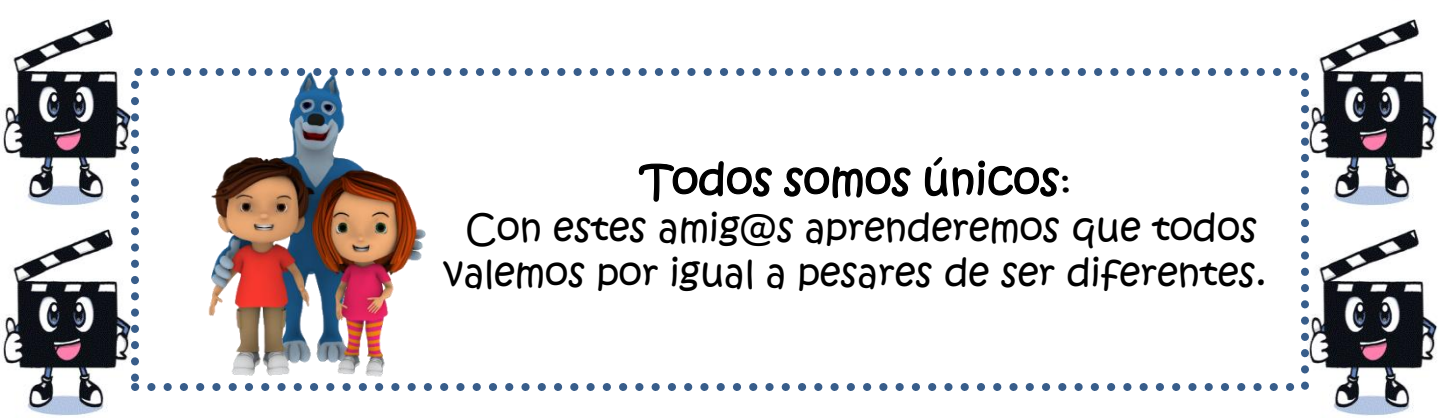 Todos somos únicos:
Con estes amig@s aprenderemos que todos
valemos por igual a pesares de ser diferentes.